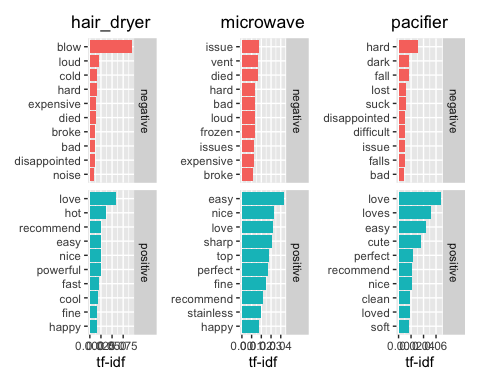 hair_dryer
blow
loud
cold
hard
expensive
died
broke
bad
disappointed
noise
negative
love
hot
recommend
easy
nice
powerful
fast
cool
fine
happy
positive
tf-idf
microwave
issue
vent
died
hard
bad
loud
frozen
issues
expensive
broke
negative
easy
nice
love
sharp
top
perfect
fine
recommend
stainless
happy
positive
tf-idf
pacifier
hard
dark
fall
lost
suck
disappointed
difficult
issue
falls
bad
negative
love
loves
easy
cute
perfect
recommend
nice
clean
loved
soft
positive
tf-idf